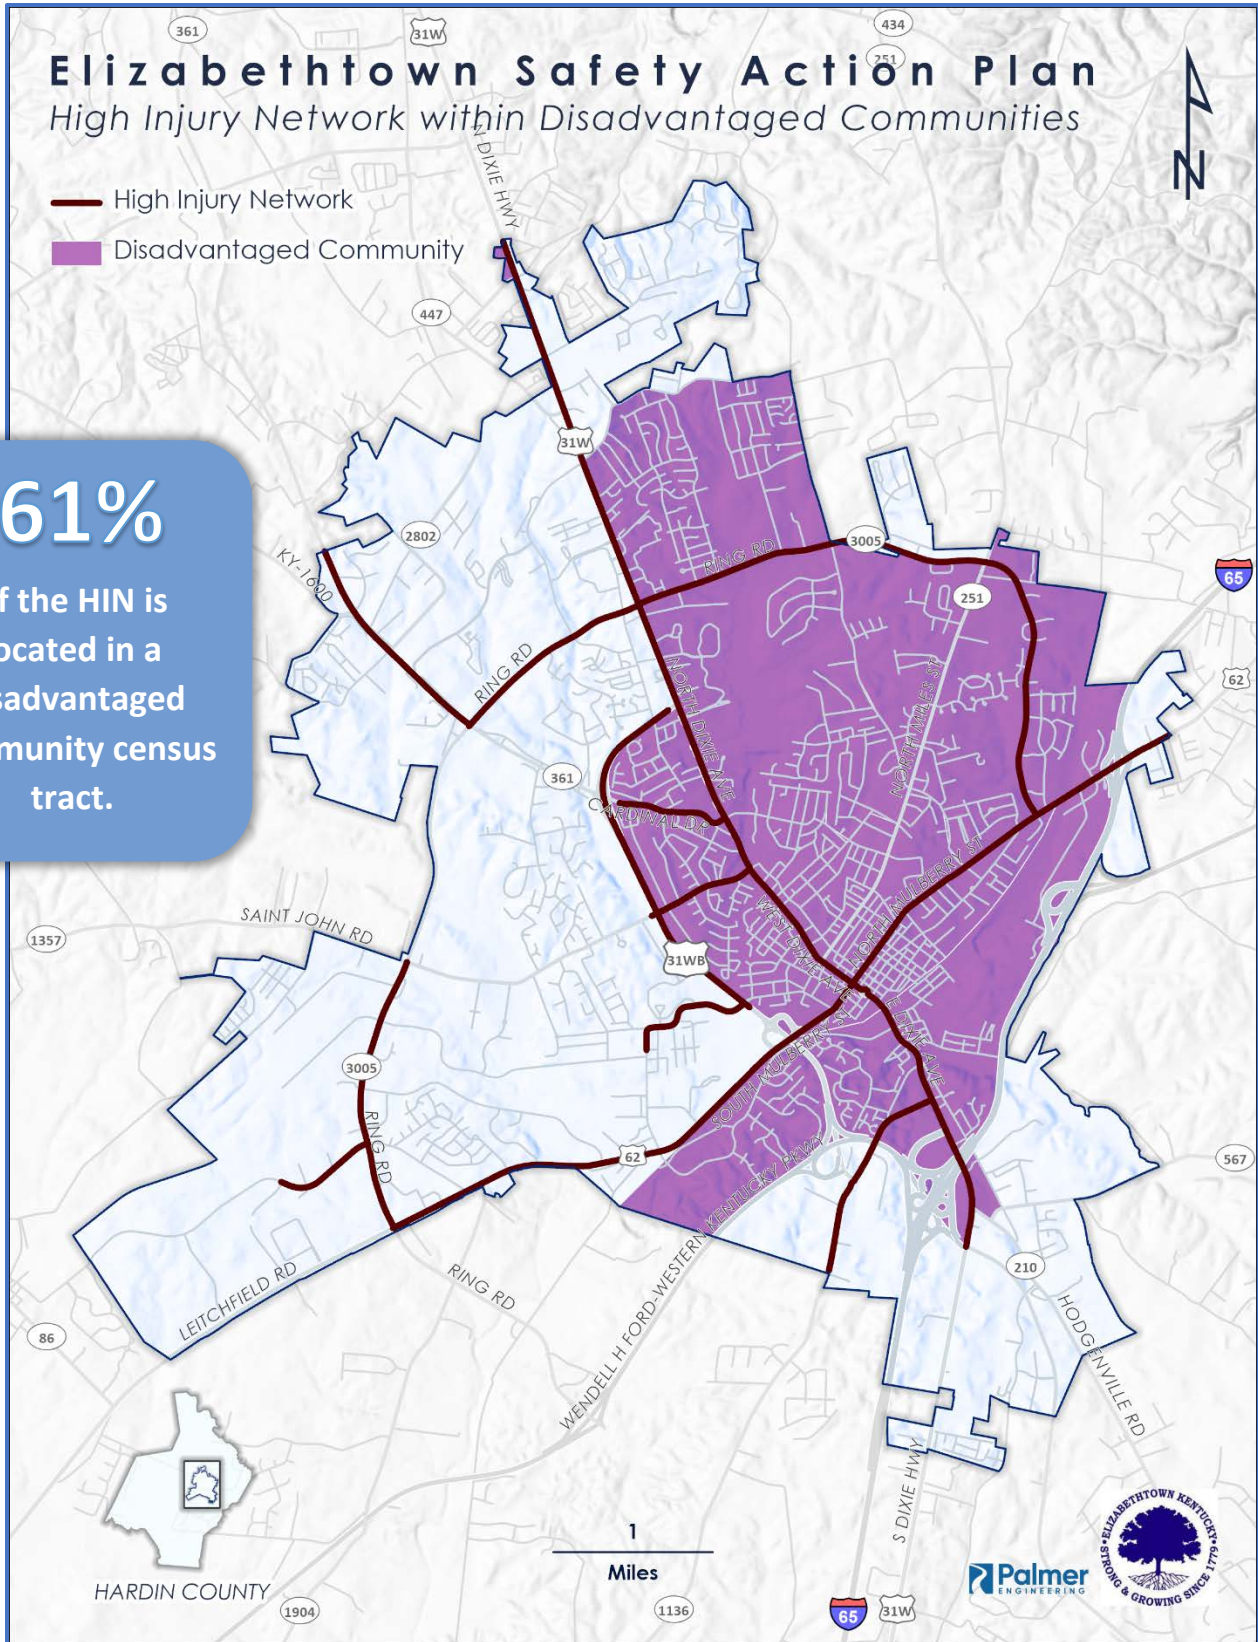 361
31W
434
251
Elizabethtown Safety Action Plan
High Injury Network within Disadvantaged Communities
N
N DIXIE HWY
High Injury Network
Disadvantaged Community
447
31W
61%
f the HIN is
ocated in a
sadvantaged
munity census
tract.
2802
KY-1600
3005
RING RD
65
251
RING RD
62
NORTH DIXIE AVE
NORTH MILES ST
361
CARDINAL DR
NORTH MULBERRY ST
WEST DIXIE AVE
SAINT JOHN RD
1357
31WB
E DIXIE AVE
SOUTH MULBERRY ST
3005
RING RD
62
567
WENDELL H FORD-WESTERN KENTUCKY PKWY
210
RING RD
LEITCHFIELD RD
HODGENVILLE RD
86
S DIXIE HWY
1
Miles
HARDIN COUNTY
1904
1136
65
31W
Palmer
ENGINEERING
ELIZABETHTOWN KENTUCKY
STRONG & GROWING SINCE 1779